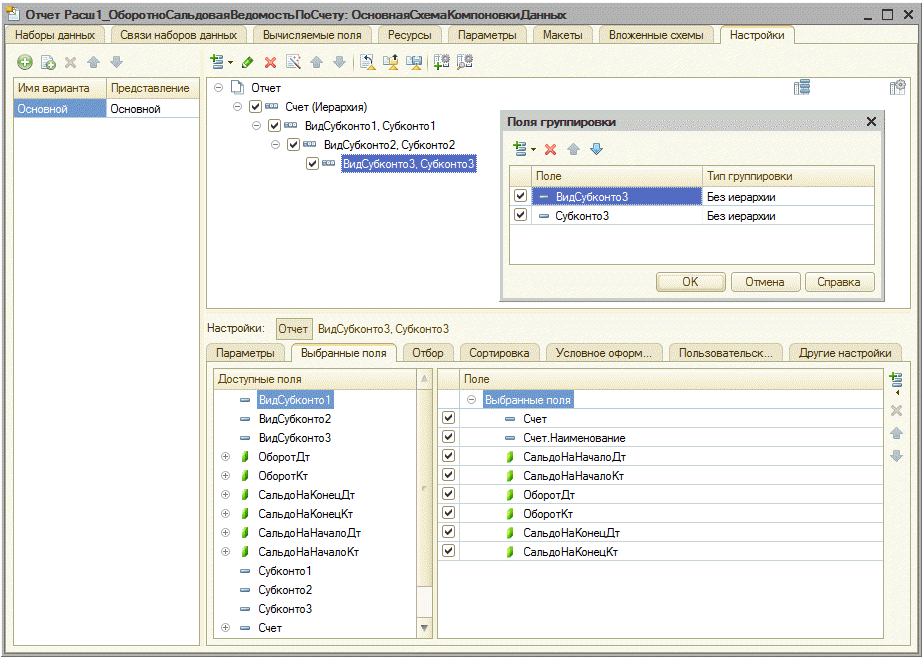 Отчет Расш1_ОборотноСальдоваяВедомостьПоСчету: ОсновнаяСхемаКомпоновкиДанных
Наборы данных Связи наборов данных Вычисляемые поля Ресурсы Параметры Макеты Вложенные схемы Настройки
Имя варианта Представление
Основной Основной
Отчет
Счет (Иерархия)
ВидСубконто1, Субконто1
ВидСубконто2, Субконто2
ВидСубконто3, Субконто3
Поля группировки
Поле Тип группировки
ВидСубконто3 Без иерархии
Субконто3 Без иерархии
OK Отмена Справка
Настройки: Отчет ВидСубконто3, Субконто3
Параметры Выбранные поля Отбор Сортировка Условное оформ... Пользовательск... Другие настройки
Доступные поля
ВидСубконто1
ВидСубконто2
ВидСубконто3
ОборотДт
ОборотКт
СальдоНаКонецДт
СальдоНаКонецКт
СальдоНаНачалоДт
СальдоНаНачалоКт
Субконто1
Субконто2
Субконто3
Счет
Поле
Выбранные поля
Счет
Счет.Наименование
СальдоНаНачалоДт
СальдоНаНачалоКт
ОборотДт
ОборотКт
СальдоНаКонецДт
СальдоНаКонецКт